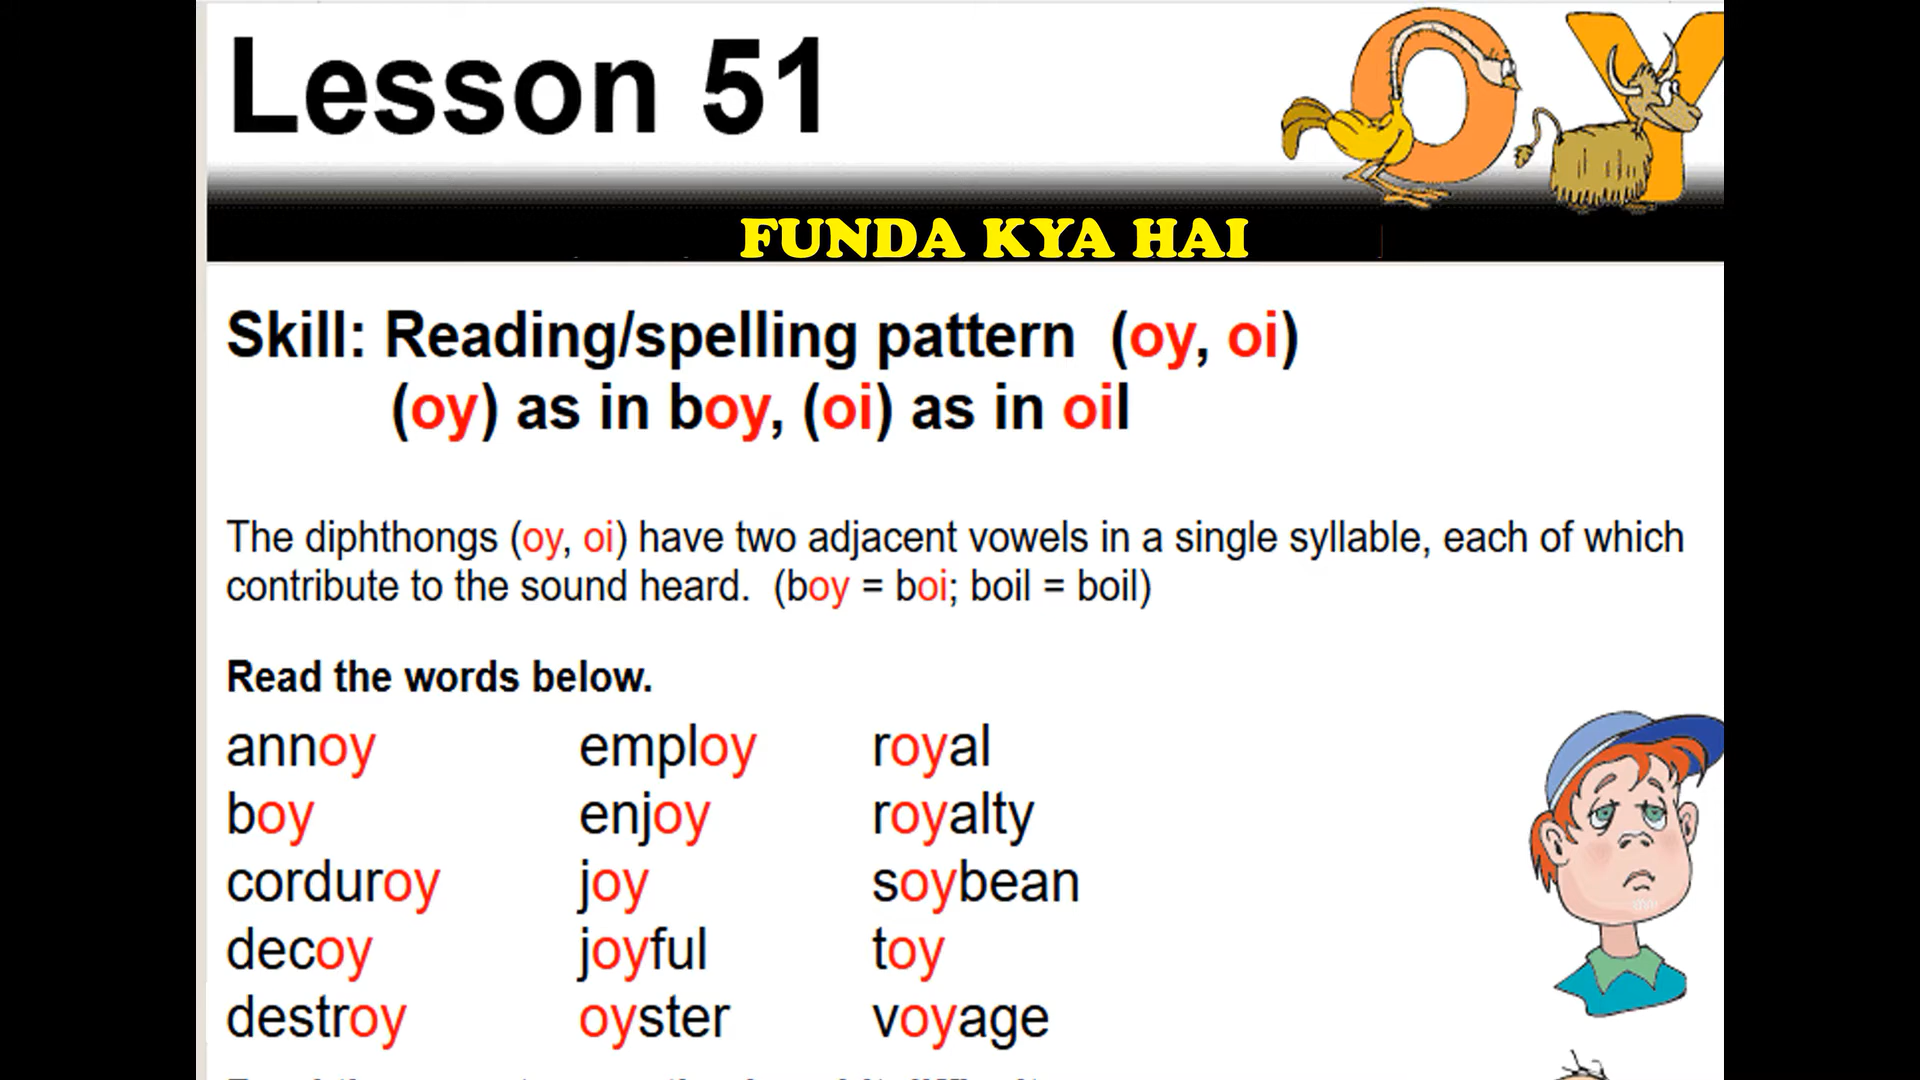 Lesson 51
OY
FUNDA KYA HAI
Skill: Reading/spelling pattern (oy, oi)
(oy) as in boy, (oi) as in oil
The diphthongs (oy, oi) have two adjacent vowels in a single syllable, each of which
contribute to the sound heard. (boy = boi; boil = boil)
Read the words below.
annoy employ royal
boy enjoy royalty
corduroy joy soybean
decoy joyful toy
destroy oyster voyage